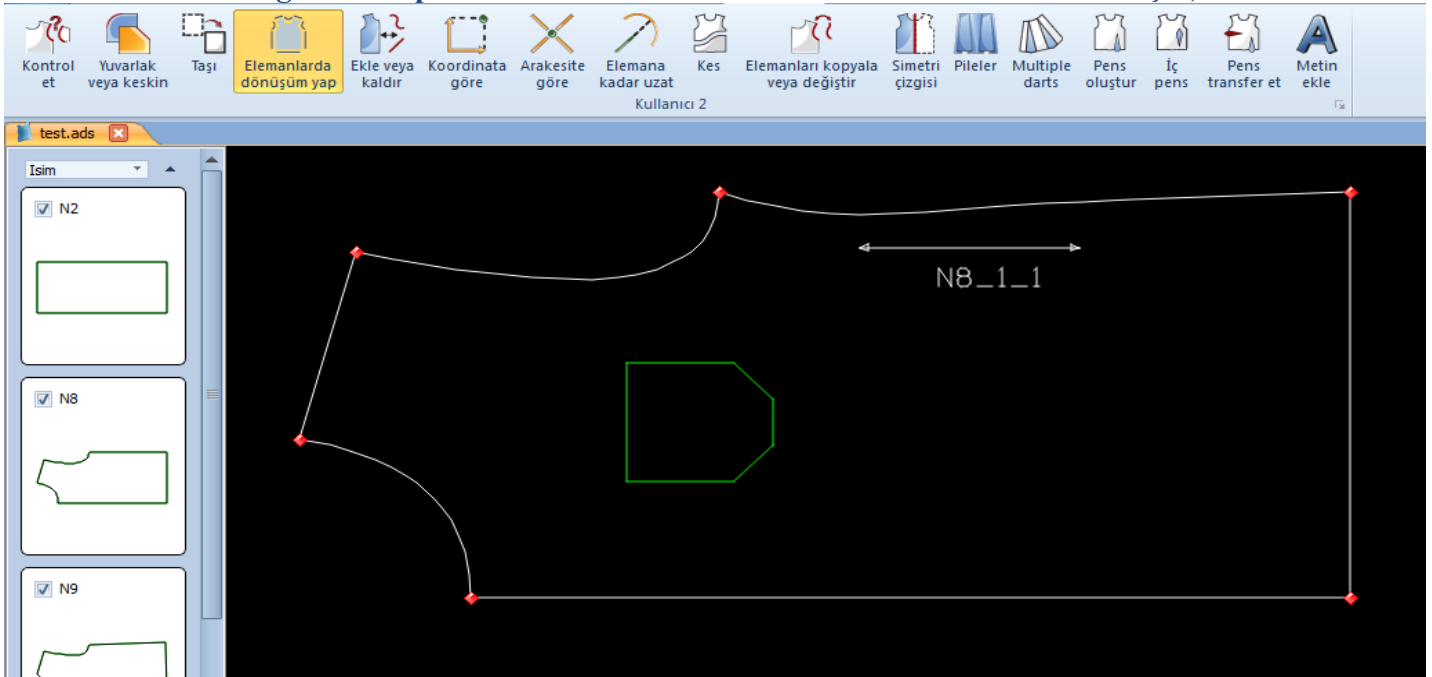 Kontrol et
Yuvarlak veya keskin
Taşı
Elemanlarda dönüşüm yap
Ekle veya kaldır
Koordinata göre
Arakesite göre
Elemana kadar uzat
Kes
Elemanları kopyala veya değiştir
Simetri çizgisi
Pileler
Multiple darts
Pens oluştur
İç pens
Pens transfer et
Metin ekle
Kullanıcı 2
test.ads
Isim
N2
N8
N9
N8_1_1